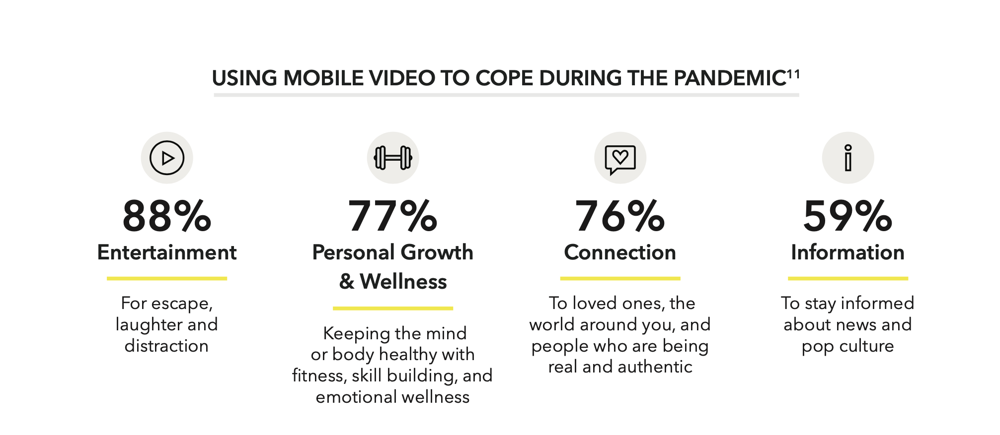 USING MOBILE VIDEO TO COPE DURING THE PANDEMIC¹¹
88%
Entertainment
For escape,
laughter and
distraction
77%
Personal Growth
& Wellness
Keeping the mind
or body healthy with
fitness, skill building, and
emotional wellness
76%
Connection
To loved ones, the
world around you, and
people who are being
real and authentic
59%
Information
To stay informed
about news and
pop culture